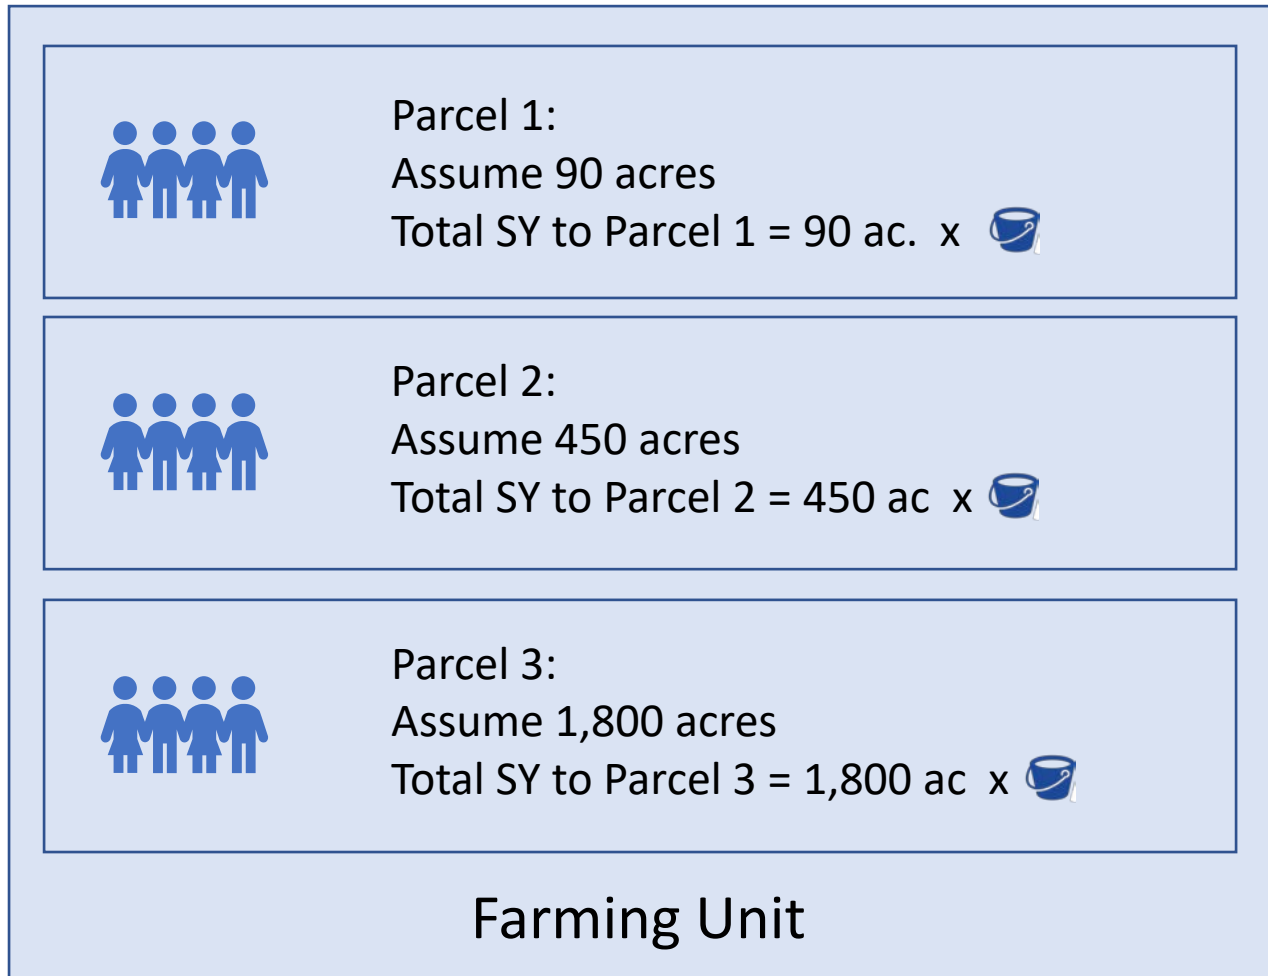 Parcel 1:
Assume 90 acres
Total SY to Parcel 1 = 90 ac. x
Parcel 2:
Assume 450 acres
Total SY to Parcel 2 = 450 ac x
Parcel 3:
Assume 1,800 acres
Total SY to Parcel 3 = 1,800 ac x
Farming Unit